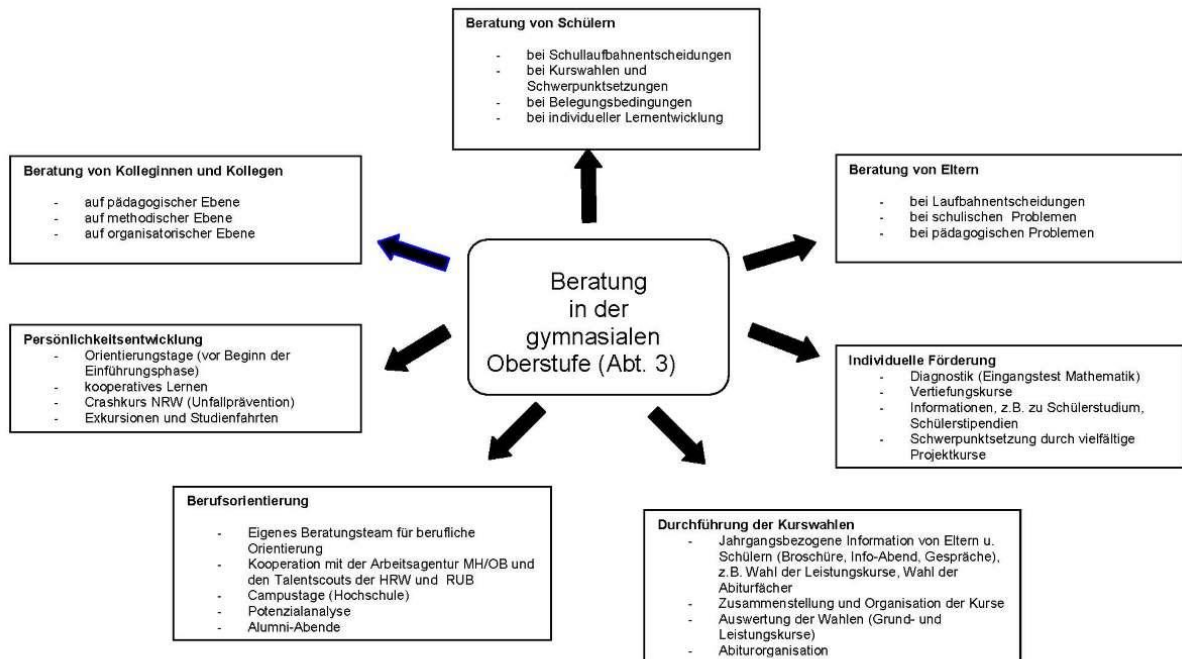 Beratung von Schülern
- bei Schullaufbahnentscheidungen
- bei Kurswahlen und
Schwerpunktsetzungen
- bei Belegungsbedingungen
- bei individueller Lernentwicklung
Beratung von Kolleginnen und Kollegen
- auf pädagogischer Ebene
- auf methodischer Ebene
- auf organisatorischer Ebene
Beratung von Eltern
- bei Laufbahnentscheidungen
- bei schulischen Problemen
- bei pädagogischen Problemen
Beratung
in der
gymnasialen
Oberstufe (Abt. 3)
Persönlichkeitsentwicklung
- Orientierungstage (vor Beginn der
Einführungsphase)
- kooperatives Lernen
- Crashkurs NRW (Unfallprävention)
- Exkursionen und Studienfahrten
Individuelle Förderung
- Diagnostik (Eingangstest Mathematik)
- Vertiefungskurse
- Informationen, z.B. zu Schülerstudium,
Schülerstipendien
- Schwerpunktsetzung durch vielfältige
Projektkurse
Berufsorientierung
- Eigenes Beratungsteam für berufliche
Orientierung
- Kooperation mit der Arbeitsagentur MH/OB und
den Talentscouts der HRW und RUB
- Campustage (Hochschule)
- Potenzialanalyse
- Alumni-Abende
Durchführung der Kurswahlen
- Jahrgangsbezogene Information von Eltern u.
Schülern (Broschüre, Info-Abend, Gespräche),
z.B. Wahl der Leistungskurse, Wahl der
Abiturfächer
- Zusammenstellung und Organisation der Kurse
- Auswertung der Wahlen (Grund- und
Leistungskurse)
- Abiturorganisation